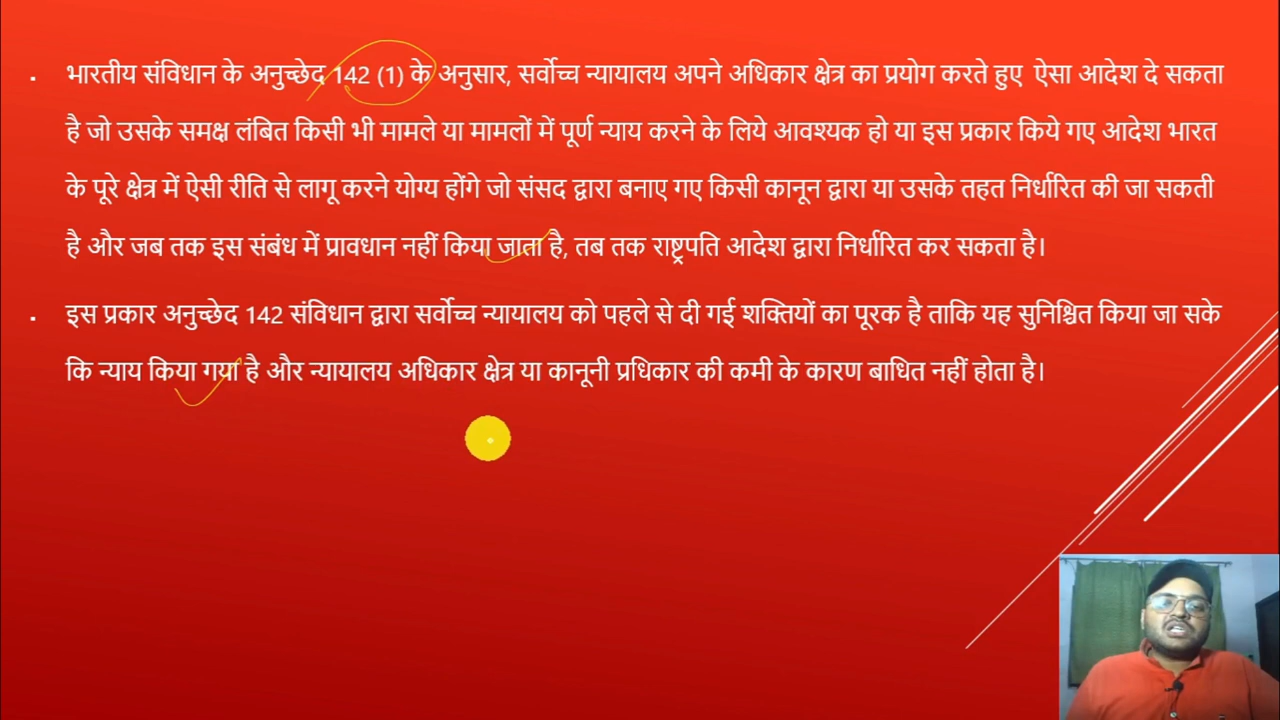 भारतीय संविधान के अनुच्छेद 142 (1) के अनुसार, सर्वोच्च न्यायालय अपने अधिकार क्षेत्र का प्रयोग करते हुए ऐसा आदेश दे सकता
है जो उसके समक्ष लंबित किसी भी मामले या मामलों में पूर्ण न्याय करने के लिये आवश्यक हो या इस प्रकार किये गए आदेश भारत
के पूरे क्षेत्र में ऐसी रीति से लागू करने योग्य होंगे जो संसद द्वारा बनाए गए किसी कानून द्वारा या उसके तहत निर्धारित की जा सकती
है और जब तक इस संबंध में प्रावधान नहीं किया जाता है, तब तक राष्ट्रपति आदेश द्वारा निर्धारित कर सकता है।
इस प्रकार अनुच्छेद 142 संविधान द्वारा सर्वोच्च न्यायालय को पहले से दी गई शक्तियों का पूरक है ताकि यह सुनिश्चित किया जा सके
कि न्याय किया गया है और न्यायालय अधिकार क्षेत्र या कानूनी प्रधिकार की कमी के कारण बाधित नहीं होता है।